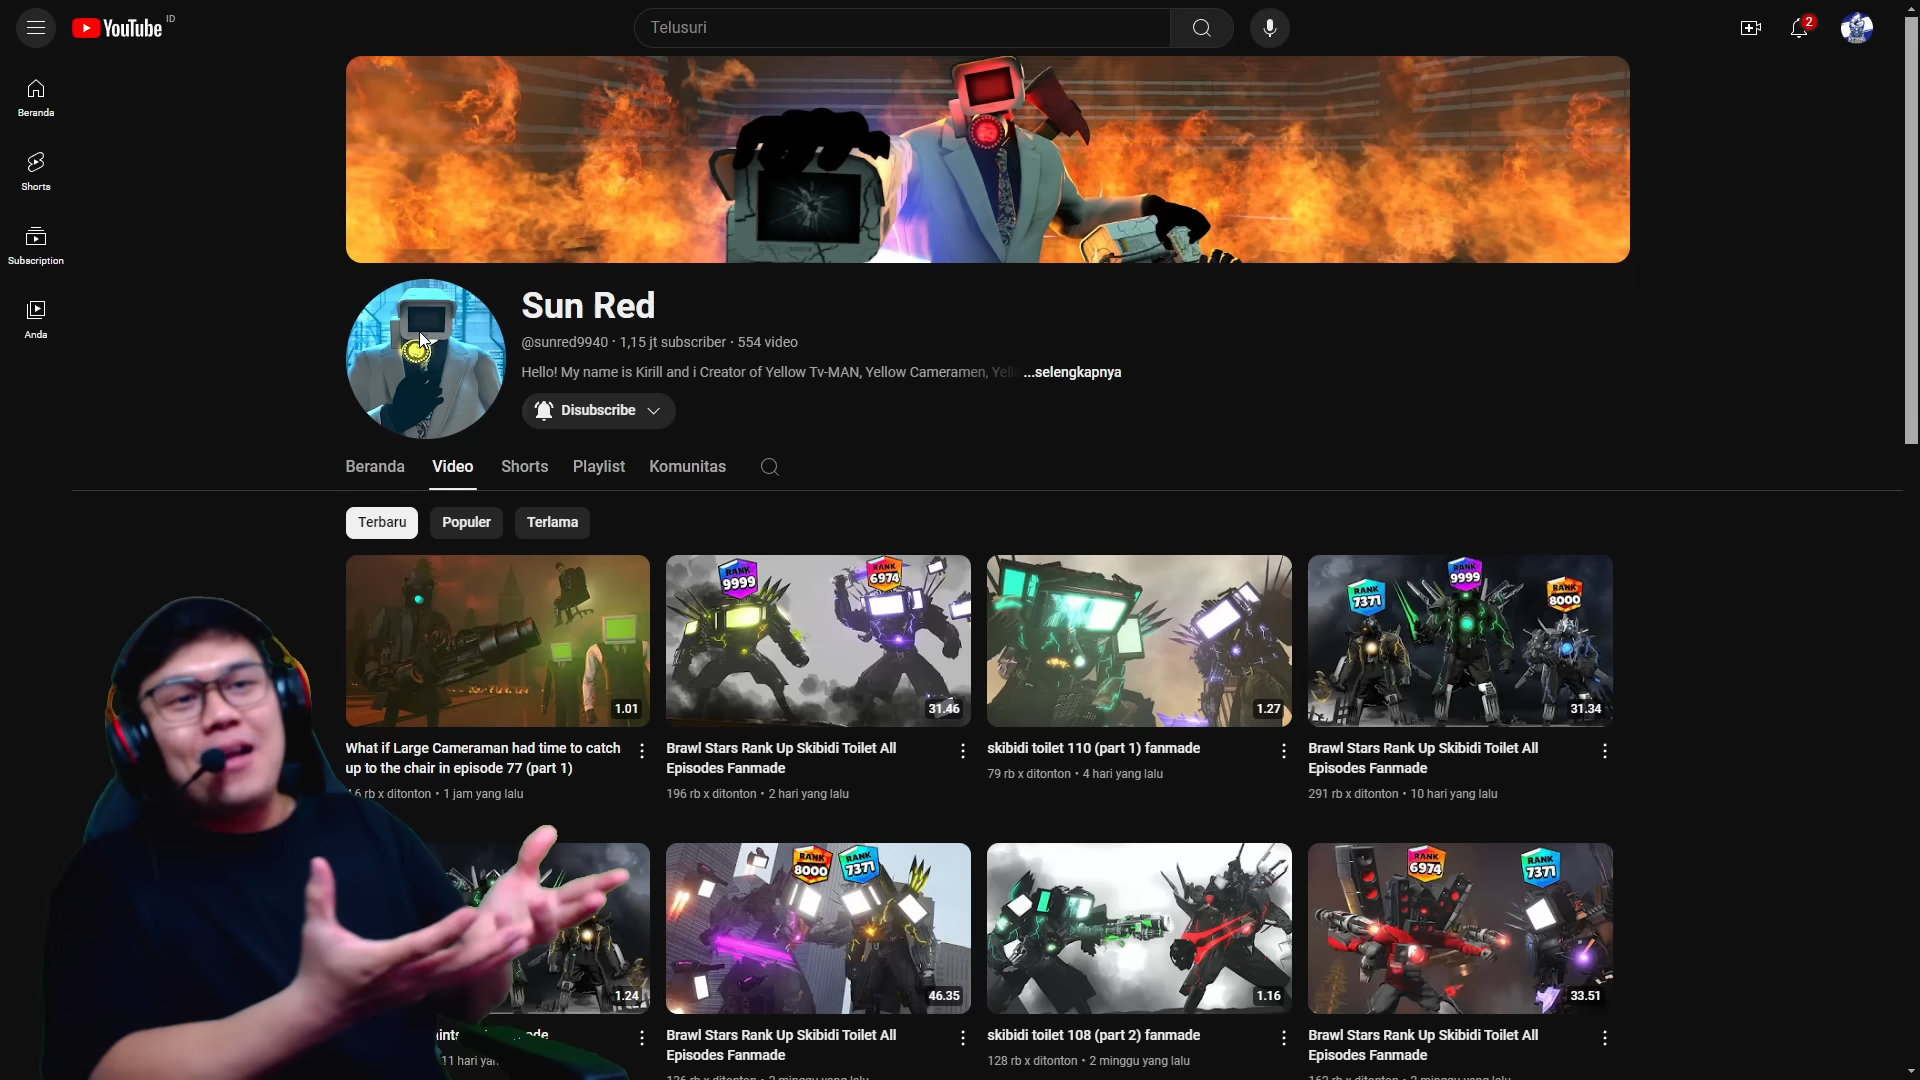 YouTube
ID
Telusuri
2
Beranda
Shorts
Subscription
Anda
Sun Red
@sunred9940 • 1,15 jt subscriber • 554 video
Hello! My name is Kirill and i Creator of Yellow Tv-MAN, Yellow Cameramen, ...selengkapnya
Disubscribe
Beranda
Video
Shorts
Playlist
Komunitas
Terbaru
Populer
Terlama
1.01
RANK
9999
RANK
6974
31.46
1.27
RANK
7371
RANK
9999
RANK
8000
31.34
What if Large Cameraman had time to catch
up to the chair in episode 77 (part 1)
6 rb x ditonton • 1 jam yang lalu
Brawl Stars Rank Up Skibidi Toilet All
Episodes Fanmade
196 rb x ditonton • 2 hari yang lalu
skibidi toilet 110 (part 1) fanmade
79 rb x ditonton • 4 hari yang lalu
Brawl Stars Rank Up Skibidi Toilet All
Episodes Fanmade
291 rb x ditonton • 10 hari yang lalu
1.24
RANK
8000
RANK
7371
46.35
1.16
RANK
6974
RANK
7371
33.51
11 hari
Brawl Stars Rank Up Skibidi Toilet All
Episodes Fanmade
skibidi toilet 108 (part 2) fanmade
128 rb x ditonton • 2 minggu yang lalu
Brawl Stars Rank Up Skibidi Toilet All
Episodes Fanmade